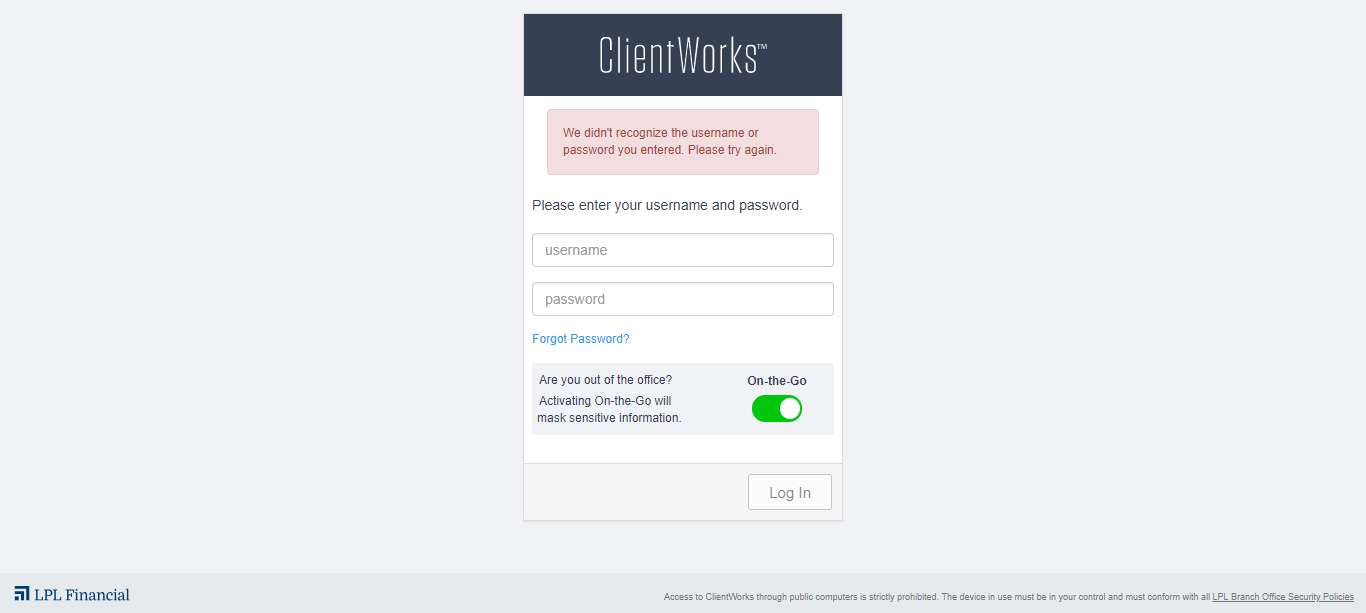 ClientWorks™
We didn't recognize the username or
password you entered. Please try again.
Please enter your username and password.
username
password
Forgot Password?
Are you out of the office?
On-the-Go
Activating On-the-Go will
mask sensitive information.
Log In
LPL Financial
Access to ClientWorks through public computers is strictly prohibited. The device in use must be in your control and must conform with all LPL Branch Office Security Policies